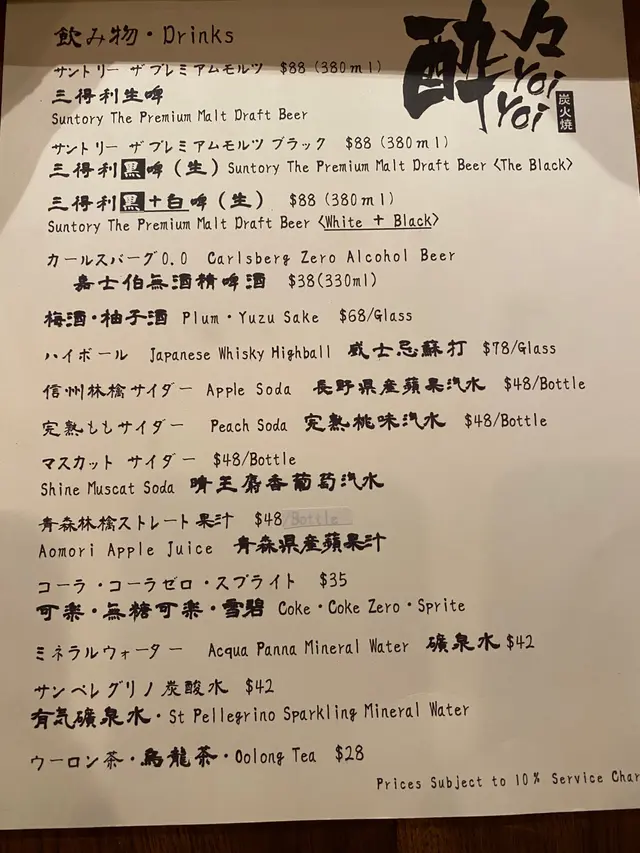 飲み物・Drinks
酔々
Yoi
Yoi
炭火焼
サントリー ザ プレミアムモルツ $88 (380ml)
三得利生啤
Suntory The Premium Malt Draft Beer
サントリー ザ プレミアムモルツ ブラック $88 (380ml)
三得利黒啤（生）Suntory The Premium Malt Draft Beer <The Black>
三得利黒+白啤（生） $88 (380ml)
Suntory The Premium Malt Draft Beer <White + Black>
カールスバーグ0.0 Carlsberg Zero Alcohol Beer
嘉士伯無酒精啤酒 $38(330ml)
梅酒・柚子酒 Plum・Yuzu Sake $68/Glass
ハイボール Japanese Whisky Highball 威士忌蘇打 $78/Glass
信州林檎サイダー Apple Soda 長野県産蘋果汽水 $48/Bottle
完熟ももサイダー Peach Soda 完熟桃味汽水 $48/Bottle
マスカット サイダー $48/Bottle
Shine Muscat Soda 晴王麝香葡萄汽水
青森林檎ストレート果汁 $48/Bottle
Aomori Apple Juice 青森県産蘋果汁
コーラ・コーラゼロ・スプライト $35
可楽・無糖可楽・雪碧 Coke・Coke Zero・Sprite
ミネラルウォーター Acqua Panna Mineral Water 礦泉水 $42
サンペレグリノ炭酸水 $42
有気礦泉水・St Pellegrino Sparkling Mineral Water
ウーロン茶・烏龍茶・Oolong Tea $28
Prices Subject to 10% Service Char